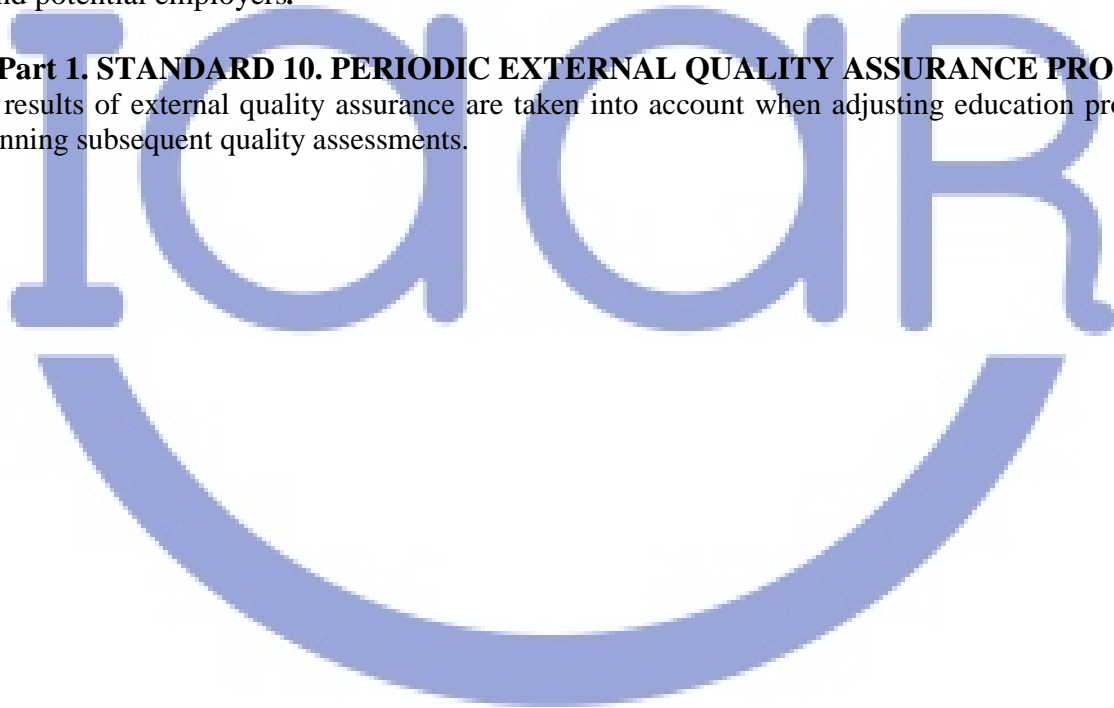 nd potential employers.
Part 1. STANDARD 10. PERIODIC EXTERNAL QUALITY ASSURANCE PRO
results of external quality assurance are taken into account when adjusting education pro
nning subsequent quality assessments.
IaaR